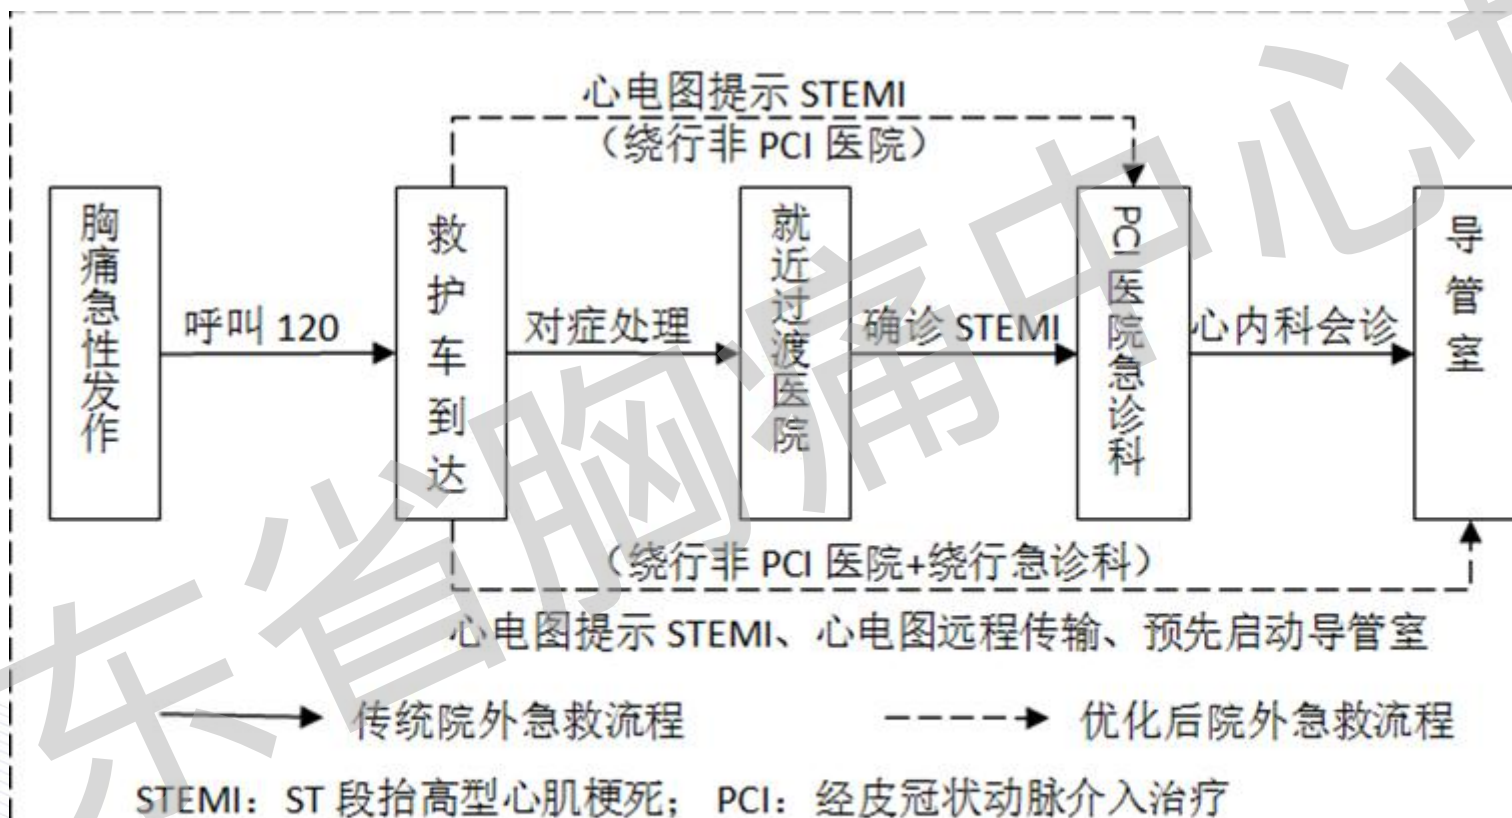 心电图提示 STEMI
（绕行非 PCI 医院）
胸痛急性发作
呼叫 120
救护车到达
对症处理
就近过渡医院
确诊 STEMI
PCI 医院急诊科
心内科会诊
导管室
（绕行非 PCI 医院+绕行急诊科）
心电图提示 STEMI、心电图远程传输、预先启动导管室
传统院外急救流程
优化后院外急救流程
STEMI：ST 段抬高型心肌梗死； PCI：经皮冠状动脉介入治疗
东省胸痛中心